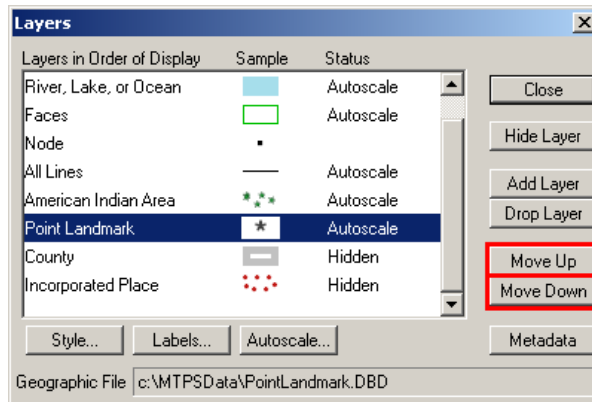 Layers
Layers in Order of Display Sample Status
River, Lake, or Ocean Autoscale
Faces Autoscale
Node
All Lines Autoscale
American Indian Area Autoscale
Point Landmark Autoscale
County Hidden
Incorporated Place Hidden
Close
Hide Layer
Add Layer
Drop Layer
Move Up
Move Down
Style... Labels... Autoscale... Metadata
Geographic File c:\MTPSData\PointLandmark.DBD